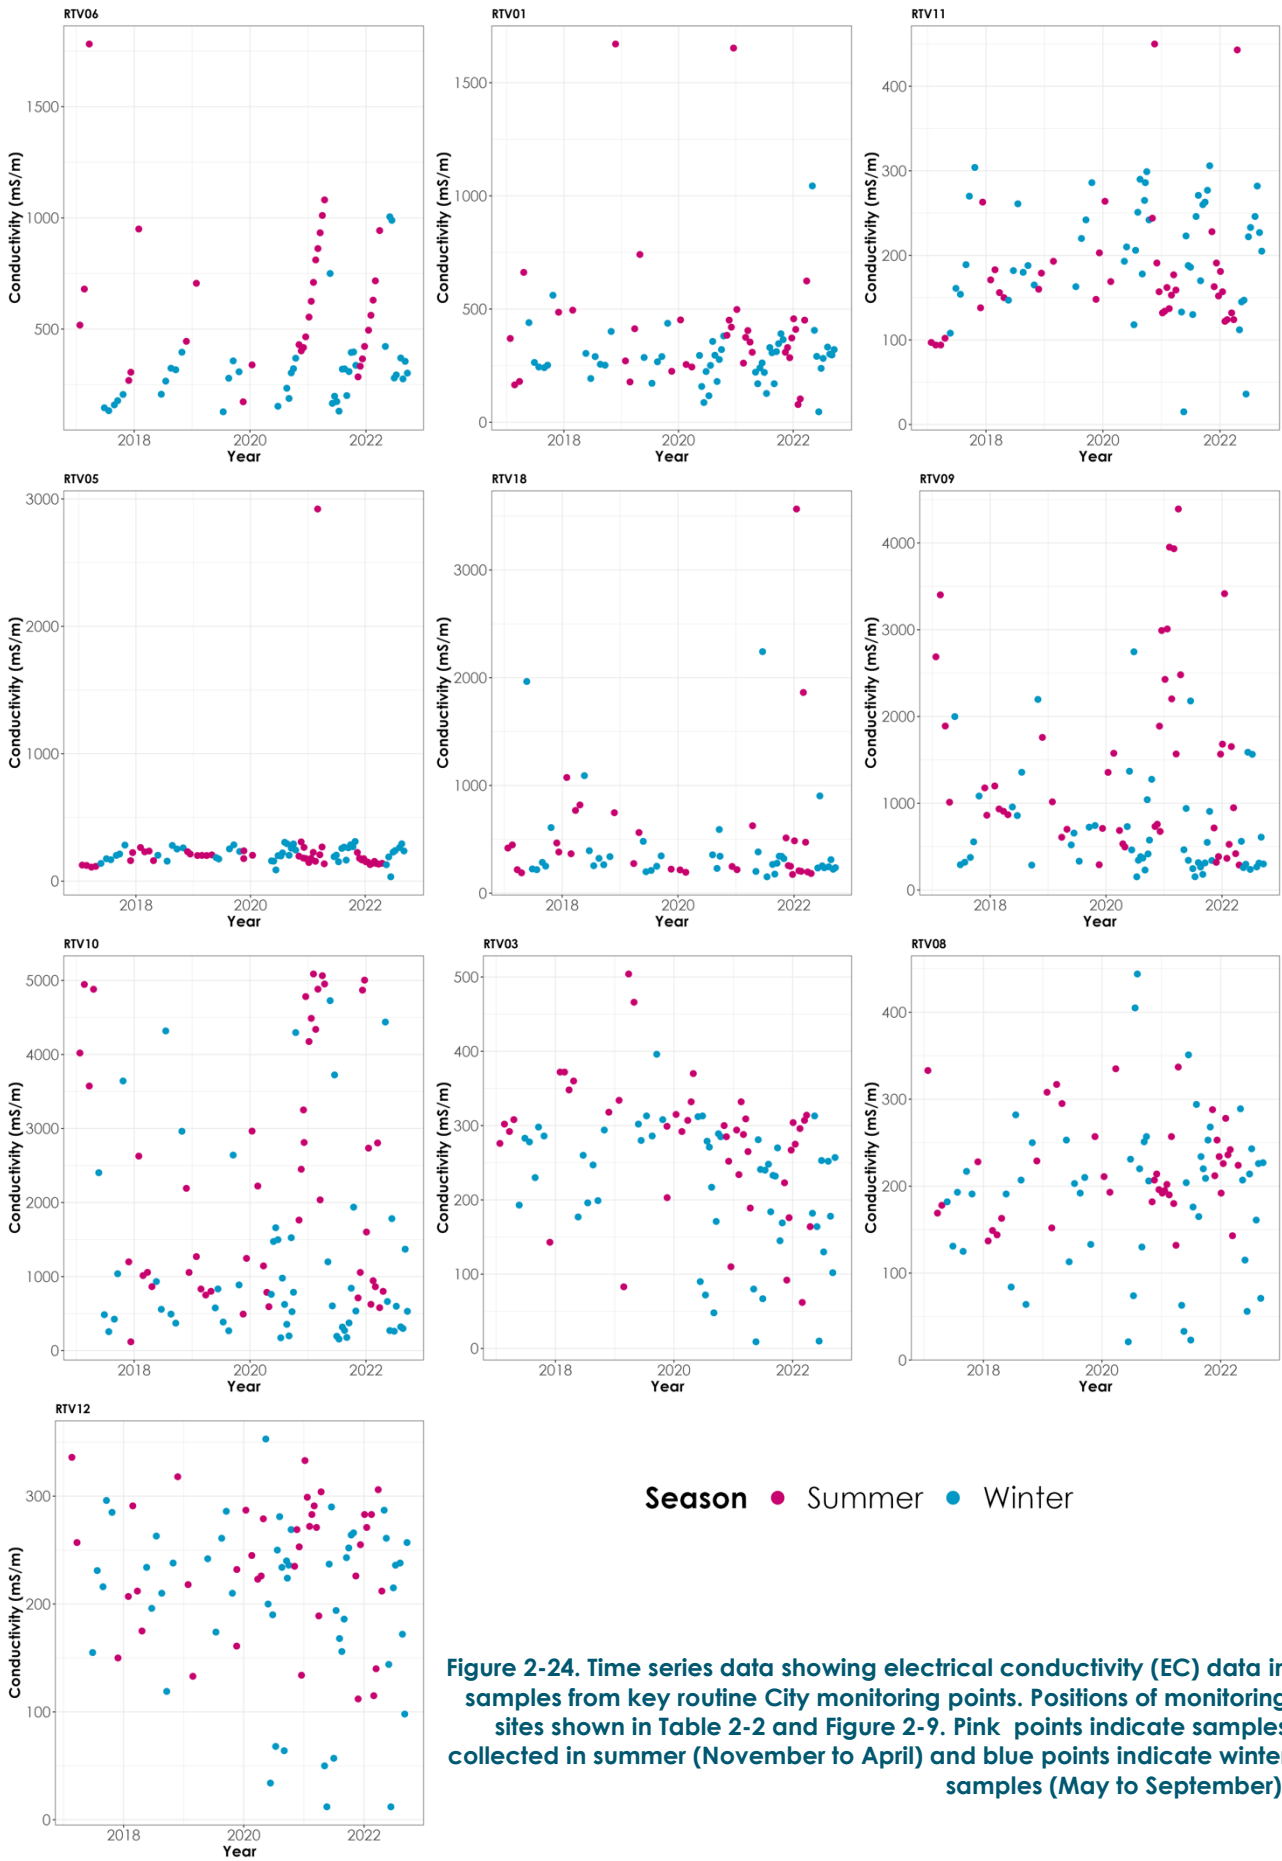 RTV06
RTV01
RTV11
Conductivity (mS/m)
1500
1000
500
2018
2020
2022
Year
Conductivity (mS/m)
1500
1000
500
0
2018
2020
2022
Year
Conductivity (mS/m)
400
300
200
100
0
2018
2020
2022
Year
RTV05
RTV18
RTV09
Conductivity (mS/m)
3000
2000
1000
0
2018
2020
2022
Year
Conductivity (mS/m)
3000
2000
1000
0
2018
2020
2022
Year
Conductivity (mS/m)
4000
3000
2000
1000
0
2018
2020
2022
Year
RTV10
RTV03
RTV08
Conductivity (mS/m)
5000
4000
3000
2000
1000
0
2018
2020
2022
Year
Conductivity (mS/m)
500
400
300
200
100
0
2018
2020
2022
Year
Conductivity (mS/m)
400
300
200
100
0
2018
2020
2022
Year
RTV12
Conductivity (mS/m)
300
200
100
0
2018
2020
2022
Year
Season Summer Winter
Figure 2-24. Time series data showing electrical conductivity (EC) data in
samples from key routine City monitoring points. Positions of monitoring
sites shown in Table 2-2 and Figure 2-9. Pink points indicate samples
collected in summer (November to April) and blue points indicate winter
samples (May to September)